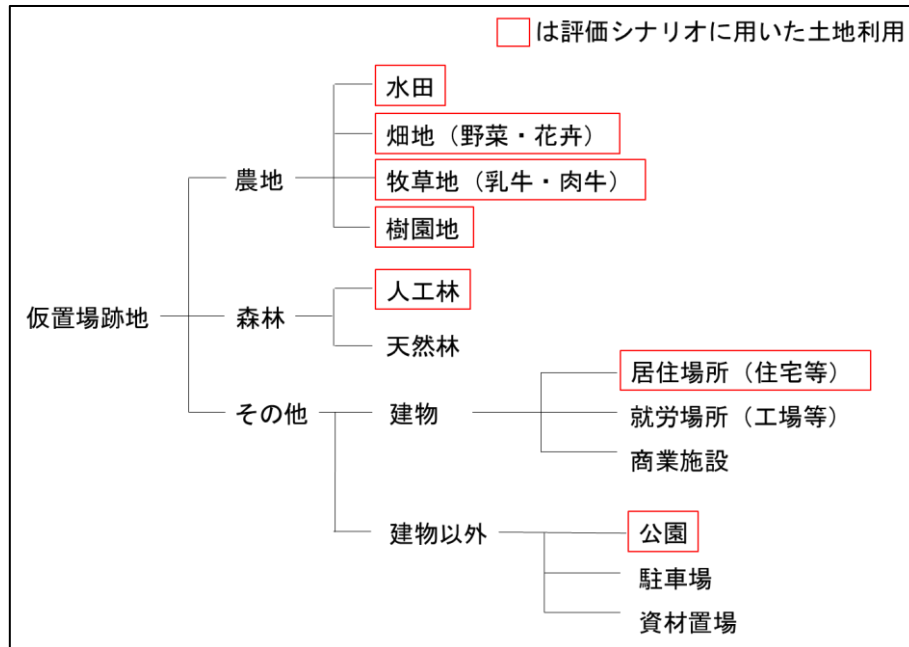 は評価シナリオに用いた土地利用
水田
畑地（野菜・花卉）
農地
牧草地（乳牛・肉牛）
樹園地
人工林
仮置場跡地
森林
天然林
居住場所（住宅等）
その他
建物
就労場所（工場等）
商業施設
建物以外
公園
駐車場
資材置場